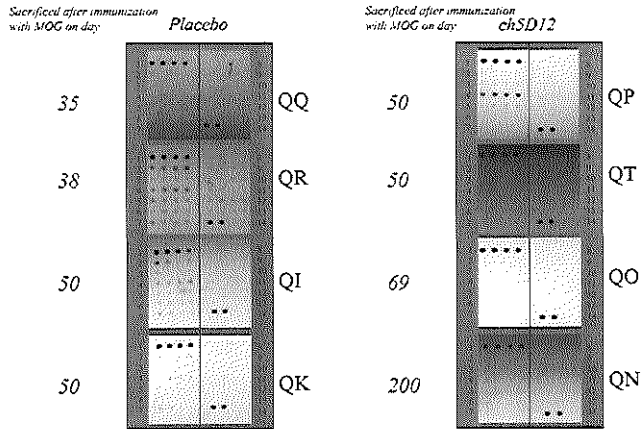 Sacrificed after immunization
with MOG on day
Placebo
35
QQ
38
QR
50
QI
50
QK
Sacrificed after immunization
with MOG on day
ch5D12
50
QP
50
QT
69
QO
200
QN